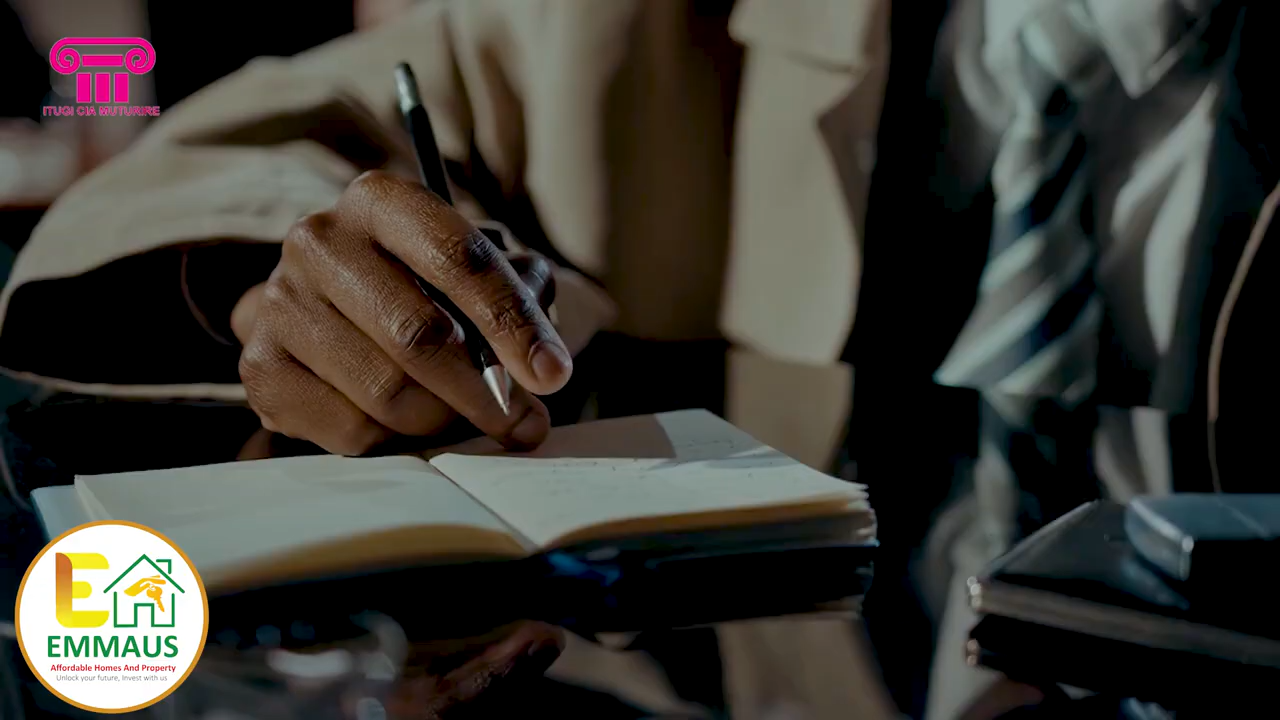 ITUGI CIA MUTURIRE
E
EMMAUS
Affordable Homes And Property
Unlock your future, Invest with us